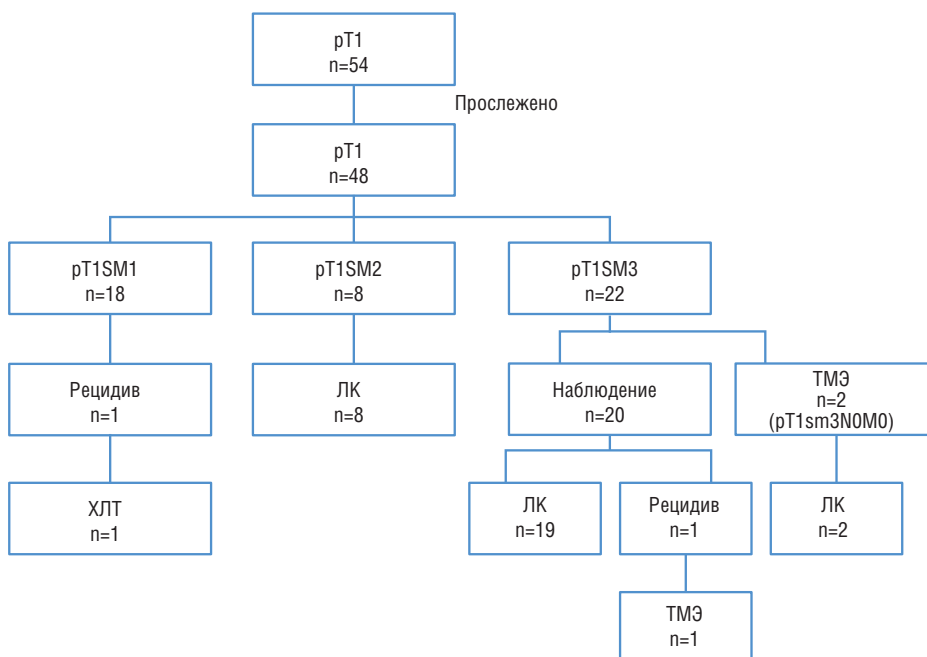 pT1
n=54
Прослежено
pT1
n=48
pT1SM1
n=18
pT1SM2
n=8
pT1SM3
n=22
Рецидив
n=1
ЛК
n=8
Наблюдение
n=20
ТМЭ
n=2
(pT1sm3N0M0)
ХЛТ
n=1
ЛК
n=19
Рецидив
n=1
ЛК
n=2
ТМЭ
n=1